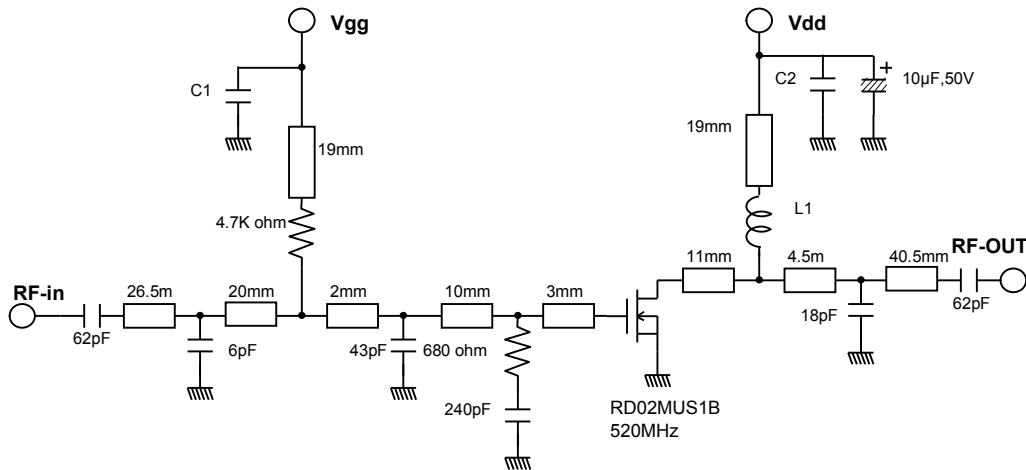 Vgg
Vdd
C1
C2
+
10µF,50V
19mm
19mm
4.7K ohm
L1
RF-in
26.5m
20mm
2mm
10mm
3mm
11mm
4.5m
40.5mm
RF-OUT
62pF
6pF
43pF
680 ohm
18pF
62pF
240pF
RD02MUS1B
520MHz